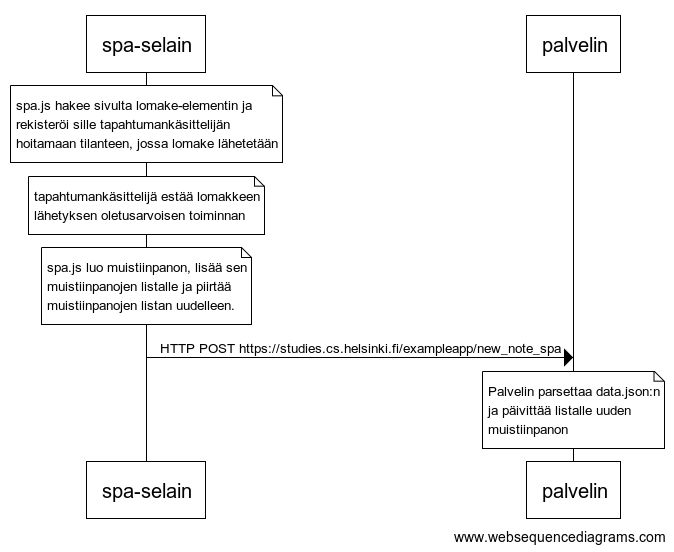 spa-selain
palvelin
spa.js hakee sivulta lomake-elementin ja
rekisteröi sille tapahtumankäsittelijän
hoitamaan tilanteen, jossa lomake lähetetään
tapahtumankäsittelijä estää lomakkeen
lähetyksen oletusarvoisen toiminnan
spa.js luo muistiinpanon, lisää sen
muistiinpanojen listalle ja piirtää
muistiinpanojen listan uudelleen.
HTTP POST https://studies.cs.helsinki.fi/exampleapp/new_note_spa
Palvelin parsettaa data.json:n
ja päivittää listalle uuden
muistiinpanon
spa-selain
palvelin
www.websequencediagrams.com